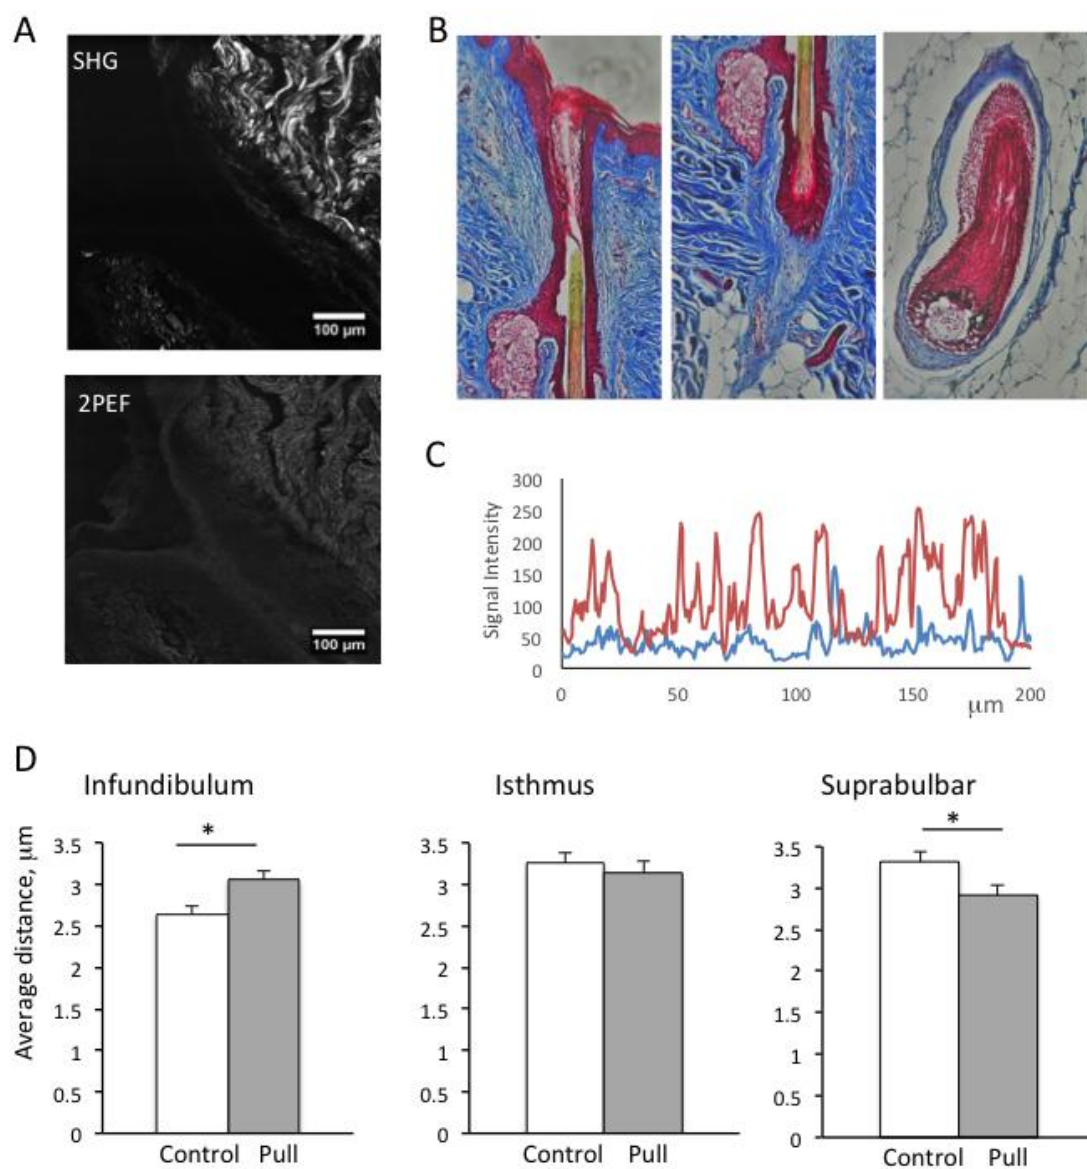 A
SHG
100 µm
2PEF
100 µm
B
C
Signal Intensity
300
250
200
150
100
50
0
0 50 100 150 200
µm
D
Infundibulum
*
Average distance, µm
3.5
3
2.5
2
1.5
1
0.5
0
Control Pull
Isthmus
3.5
3
2.5
2
1.5
1
0.5
0
Control Pull
Suprabulbar
*
3.5
3
2.5
2
1.5
1
0.5
0
Control Pull